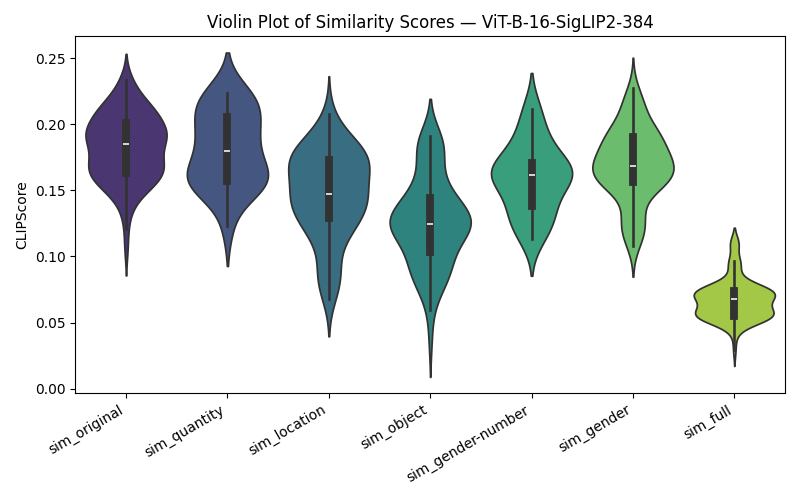 Violin Plot of Similarity Scores — ViT-B-16-SigLIP2-384
CLIPScore
0.25
0.20
0.15
0.10
0.05
0.00
sim_original
sim_quantity
sim_location
sim_object
sim_gender-number
sim_gender
sim_full